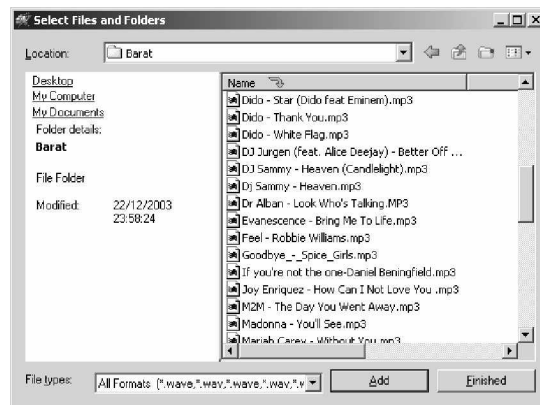 Select Files and Folders
Location: Barat
Desktop
My Computer
My Documents
Folder details:
Barat
File Folder
Modified: 22/12/2003
23:58:24
Name
Dido - Star (Dido feat Eminem).mp3
Dido - Thank You.mp3
Dido - White Flag.mp3
DJ Jurgen (feat. Alice Deejay) - Better Off ...
DJ Sammy - Heaven (Candlelight).mp3
Dj Sammy - Heaven.mp3
Dr Alban - Look Who's Talking.MP3
Evanescence - Bring Me To Life.mp3
Feel - Robbie Williams.mp3
Goodbye_-_Spice_Girls.mp3
If you're not the one-Daniel Beningfield.mp3
Joy Enriquez - How Can I Not Love You .mp3
M2M - The Day You Went Away.mp3
Madonna - You'll See.mp3
Mariah Carey - Without You.mp3
File types: All Formats (*.wave,*.wav,*.wave,*.wav,*.v
Add
Finished